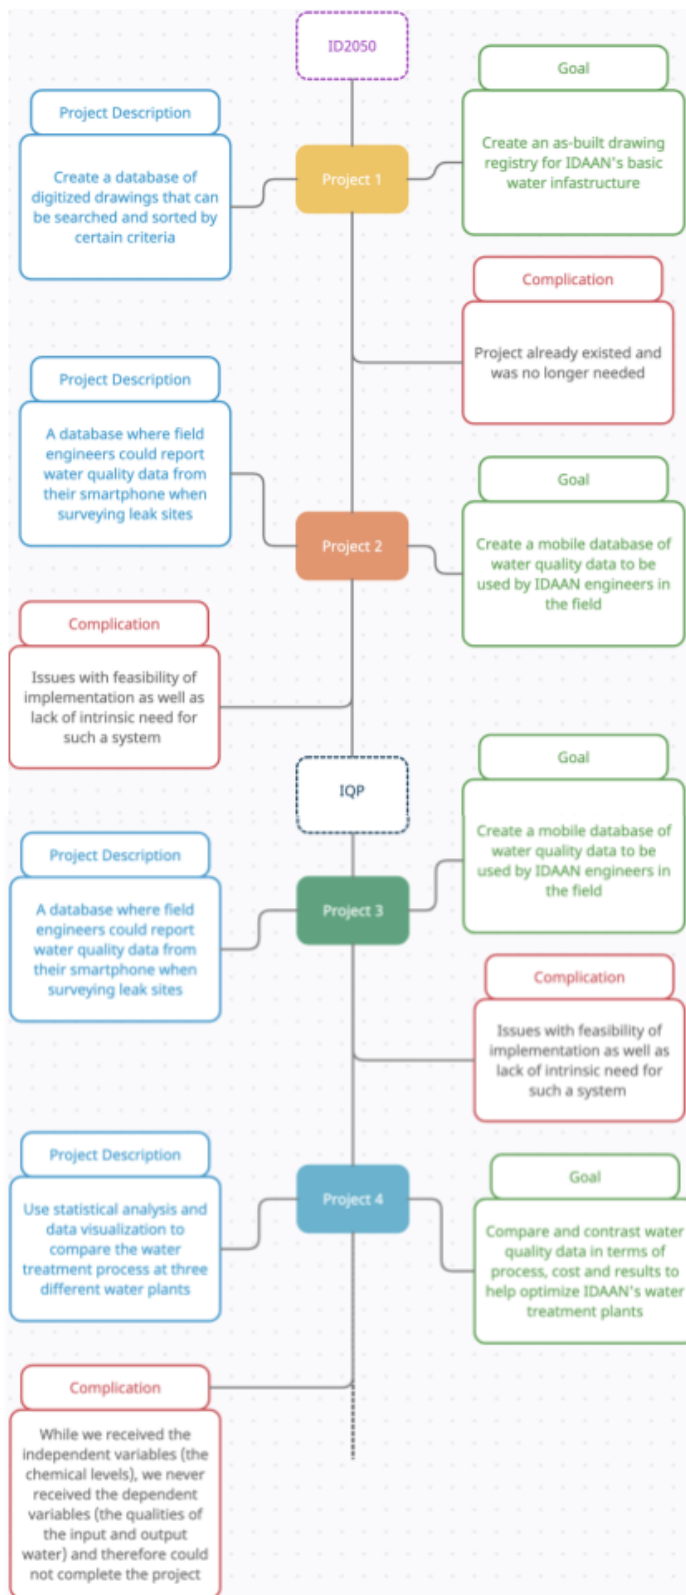 ID2050
Goal
Project Description
Create an as-built drawing
registry for IDAAN's basic
water infastructure
Project 1
Create a database of
digitized drawings that can
be searched and sorted by
certain criteria
Complication
Project already existed and
was no longer needed
Project Description
A database where field
engineers could report
water quality data from
their smartphone when
surveying leak sites
Goal
Project 2
Create a mobile database of
water quality data to be
used by IDAAN engineers in
the field
Complication
Issues with feasibility of
implementation as well as
lack of intrinsic need for
such a system
IQP
Goal
Create a mobile database of
water quality data to be
used by IDAAN engineers in
the field
Project Description
Project 3
A database where field
engineers could report
water quality data from
their smartphone when
surveying leak sites
Complication
Issues with feasibility of
implementation as well as
lack of intrinsic need for
such a system
Project Description
Project 4
Goal
Use statistical analysis and
data visualization to
compare the water
treatment process at three
different water plants
Compare and contrast water
quality data in terms of
process, cost and results to
help optimize IDAAN's water
treatment plants
Complication
While we received the
independent variables (the
chemical levels), we never
received the dependent
variables (the qualities of
the input and output
water) and therefore could
not complete the project